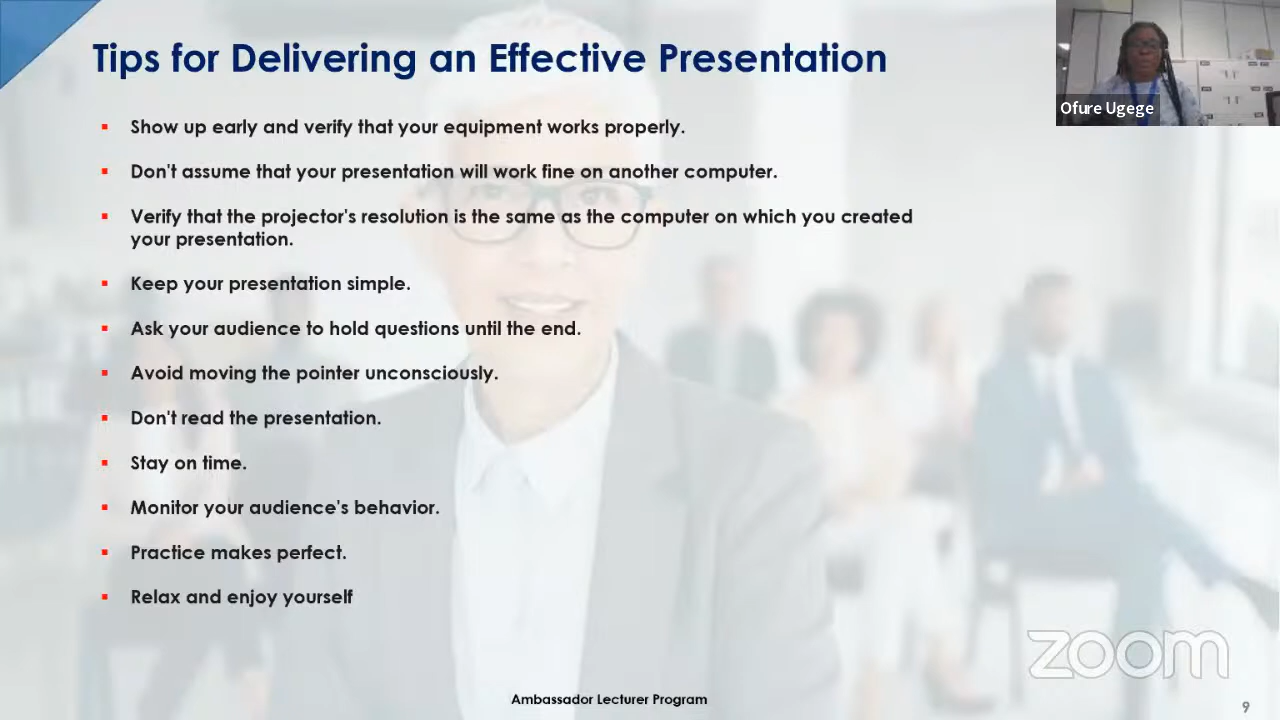 Tips for Delivering an Effective Presentation
Ofure Ugege
▪ Show up early and verify that your equipment works properly.
▪ Don't assume that your presentation will work fine on another computer.
▪ Verify that the projector's resolution is the same as the computer on which you created
your presentation.
▪ Keep your presentation simple.
▪ Ask your audience to hold questions until the end.
▪ Avoid moving the pointer unconsciously.
▪ Don't read the presentation.
▪ Stay on time.
▪ Monitor your audience's behavior.
▪ Practice makes perfect.
▪ Relax and enjoy yourself
zoom
Ambassador Lecturer Program
9